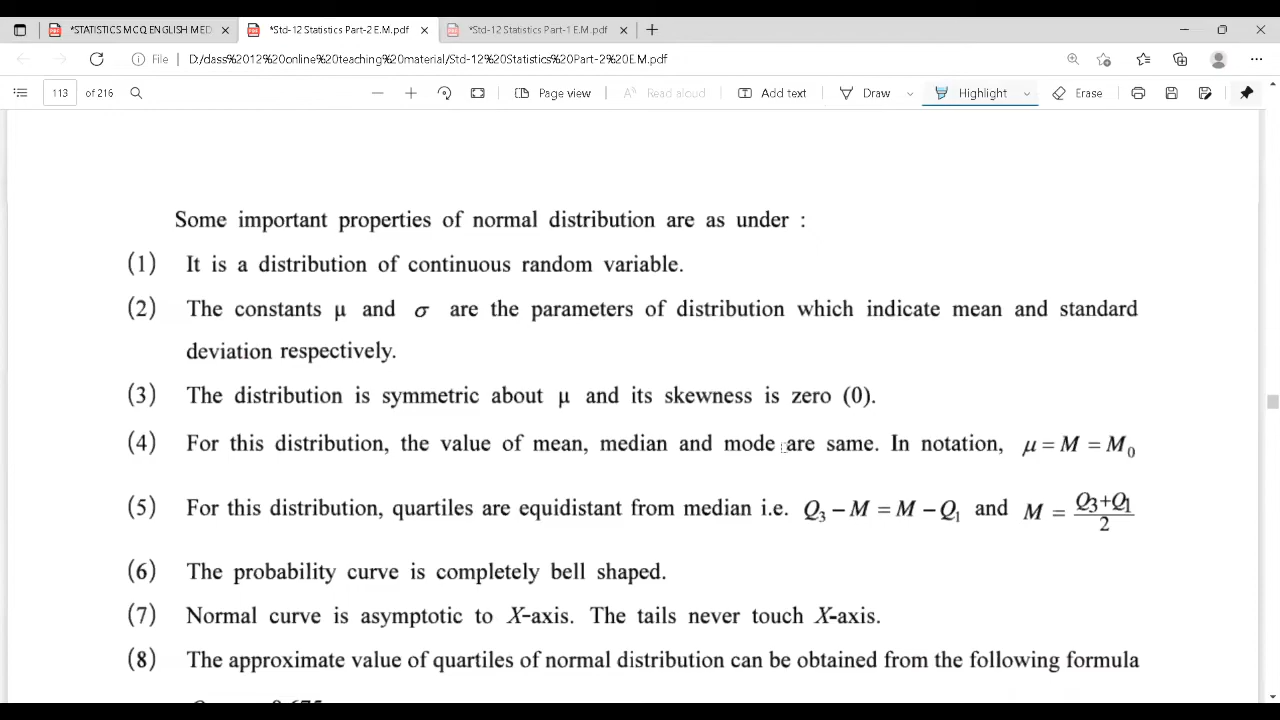 *STATISTICS MCQ ENGLISH MED
*Std-12 Statistics Part-2 E.M.pdf
*Std-12 Statistics Part-1 E.M.pdf
File D:/class%2012%20online%20teaching%20material/Std-12%20Statistics%20Part-2%20E.M.pdf
113 of 216 Page view Read aloud Add text Draw Highlight Erase
Some important properties of normal distribution are as under :
(1) It is a distribution of continuous random variable.
(2) The constants μ and σ are the parameters of distribution which indicate mean and standard
deviation respectively.
(3) The distribution is symmetric about μ and its skewness is zero (0).
(4) For this distribution, the value of mean, median and mode are same. In notation, μ = M = M₀
(5) For this distribution, quartiles are equidistant from median i.e. Q₃ − M = M − Q₁ and M = (Q₃+Q₁)/2
(6) The probability curve is completely bell shaped.
(7) Normal curve is asymptotic to X-axis. The tails never touch X-axis.
(8) The approximate value of quartiles of normal distribution can be obtained from the following formula